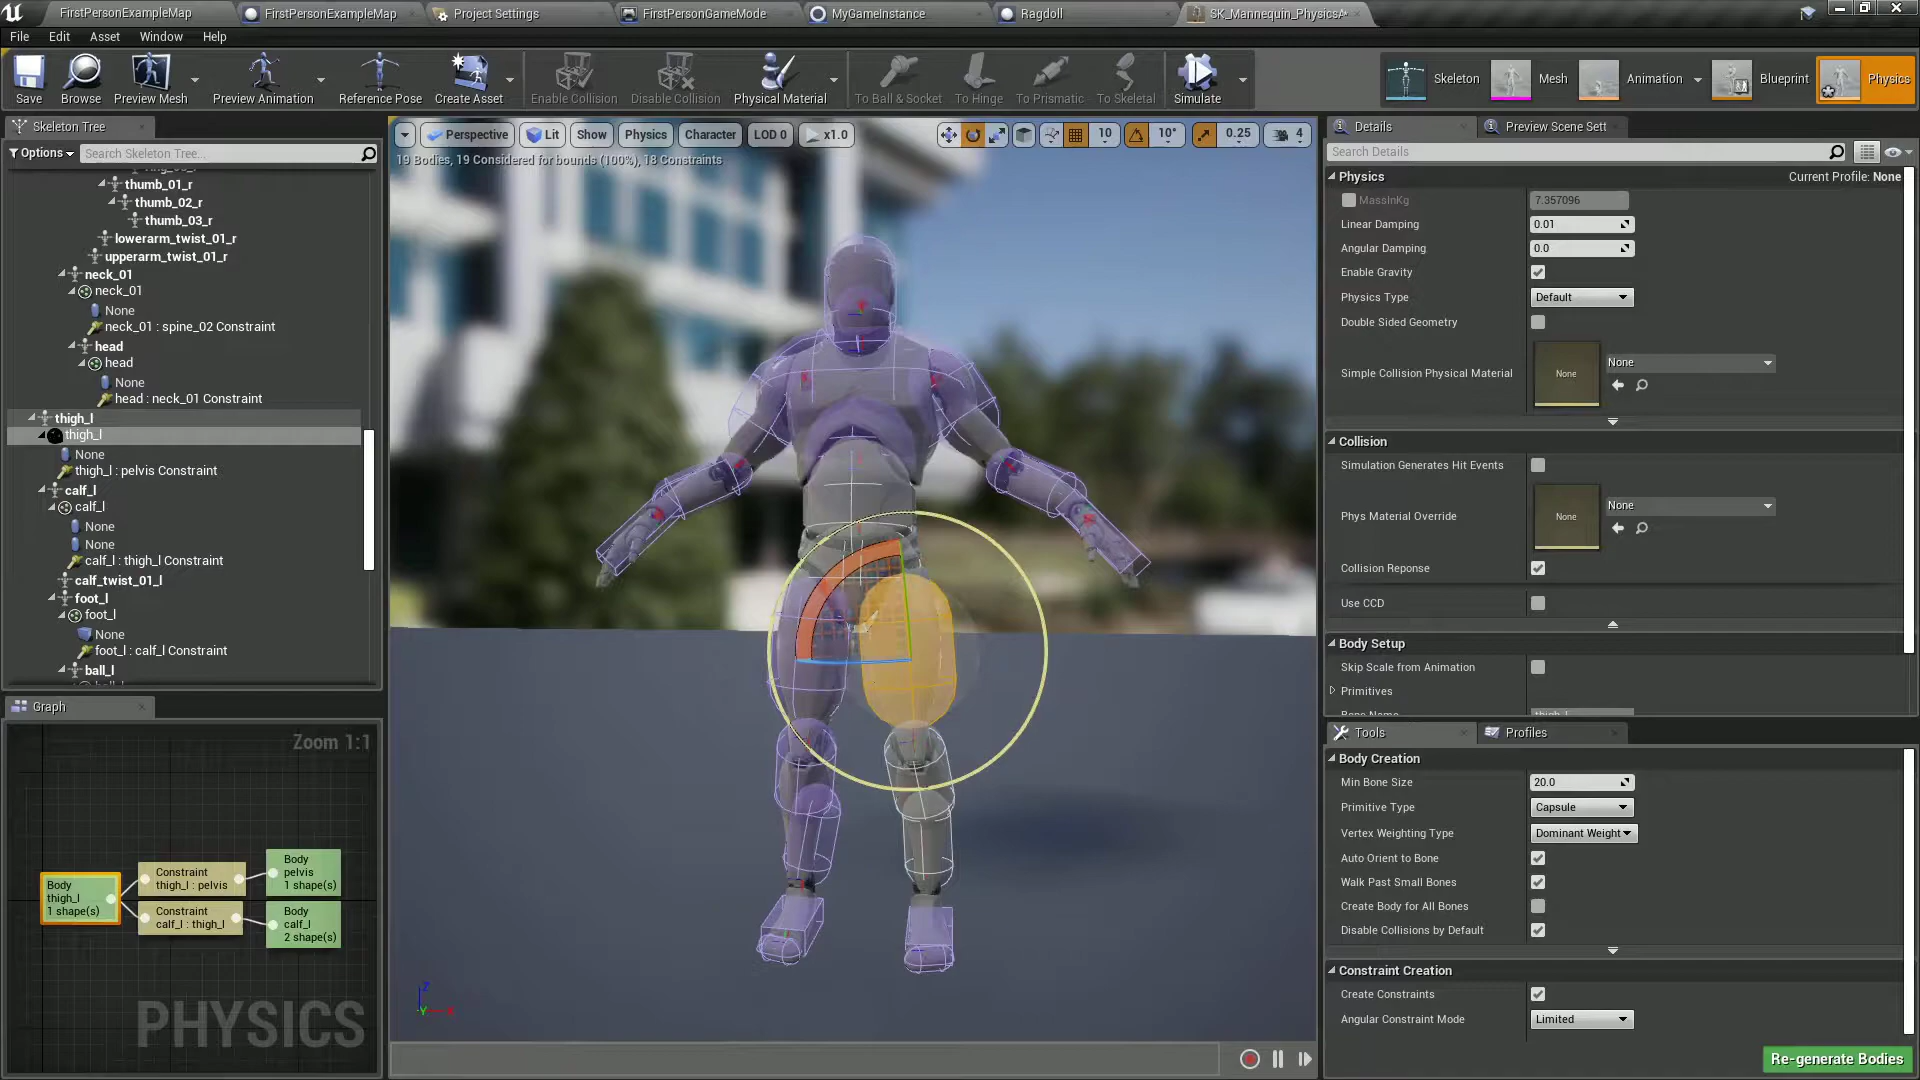 FirstPersonExampleMap
FirstPersonExampleMap
Project Settings
FirstPersonGameMode
MyGameInstance
Ragdoll
SK_Mannequin_PhysicsA
File
Edit
Asset
Window
Help
Save
Browse
Preview Mesh
Preview Animation
Reference Pose
Create Asset
Enable Collision
Disable Collision
Physical Material
To Ball & Socket
To Hinge
To Prismatic
To Skeletal
Simulate
Skeleton
Mesh
Animation
Blueprint
Physics
Skeleton Tree
Options
Search Skeleton Tree...
thumb_01_r
thumb_02_r
thumb_03_r
lowerarm_twist_01_r
upperarm_twist_01_r
neck_01
neck_01
None
neck_01 : spine_02 Constraint
head
head
None
head : neck_01 Constraint
thigh_l
thigh_l
None
thigh_l : pelvis Constraint
calf_l
calf_l
None
None
calf_l : thigh_l Constraint
calf_twist_01_l
foot_l
foot_l
None
foot_l : calf_l Constraint
ball_l
Graph
Zoom 1:1
Body
thigh_l
1 shape(s)
Constraint
thigh_l : pelvis
Constraint
calf_l : thigh_l
Body
pelvis
1 shape(s)
Body
calf_l
2 shape(s)
PHYSICS
Perspective
Lit
Show
Physics
Character
LOD 0
x1.0
10
10°
0.25
4
19 Bodies, 19 Considered for bounds (100%), 18 Constraints
Z
Y
Details
Preview Scene Sett
Search Details
Physics
Current Profile: None
MassInKg
7.357096
Linear Damping
0.01
Angular Damping
0.0
Enable Gravity
Physics Type
Default
Double Sided Geometry
Simple Collision Physical Material
None
None
Collision
Simulation Generates Hit Events
Phys Material Override
None
None
Collision Reponse
Use CCD
Body Setup
Skip Scale from Animation
Primitives
Bone Name
thigh_l
Tools
Profiles
Body Creation
Min Bone Size
20.0
Primitive Type
Capsule
Vertex Weighting Type
Dominant Weight
Auto Orient to Bone
Walk Past Small Bones
Create Body for All Bones
Disable Collisions by Default
Constraint Creation
Create Constraints
Angular Constraint Mode
Limited
Re-generate Bodies